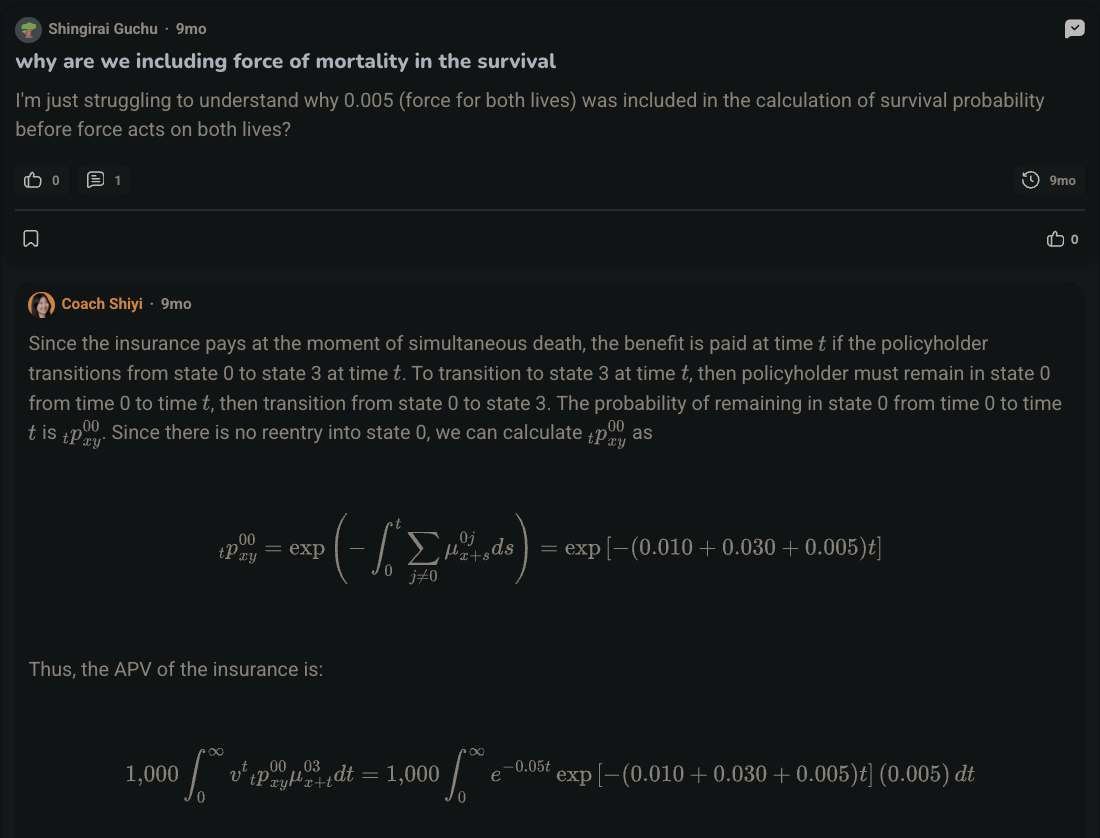 Shingirai Guchu · 9mo
why are we including force of mortality in the survival
I'm just struggling to understand why 0.005 (force for both lives) was included in the calculation of survival probability
before force acts on both lives?
0 1 9mo
0
Coach Shiyi · 9mo
Since the insurance pays at the moment of simultaneous death, the benefit is paid at time $t$ if the policyholder
transitions from state 0 to state 3 at time $t$. To transition to state 3 at time $t$, then policyholder must remain in state 0
from time 0 to time $t$, then transition from state 0 to state 3. The probability of remaining in state 0 from time 0 to time
$t$ is ${}_{t}p_{xy}^{00}$. Since there is no reentry into state 0, we can calculate ${}_{t}p_{xy}^{00}$ as
${}_{t}p_{xy}^{00} = \exp\left(-\int_0^t \sum_{j \neq 0} \mu_{x+s}^{0j} ds\right) = \exp\left[-(0.010 + 0.030 + 0.005)t\right]$
Thus, the APV of the insurance is:
$1{,}000 \int_0^\infty v^t {}_{t}p_{xy}^{00} \mu_{x+t}^{03} dt = 1{,}000 \int_0^\infty e^{-0.05t} \exp\left[-(0.010 + 0.030 + 0.005)t\right] (0.005) \, dt$